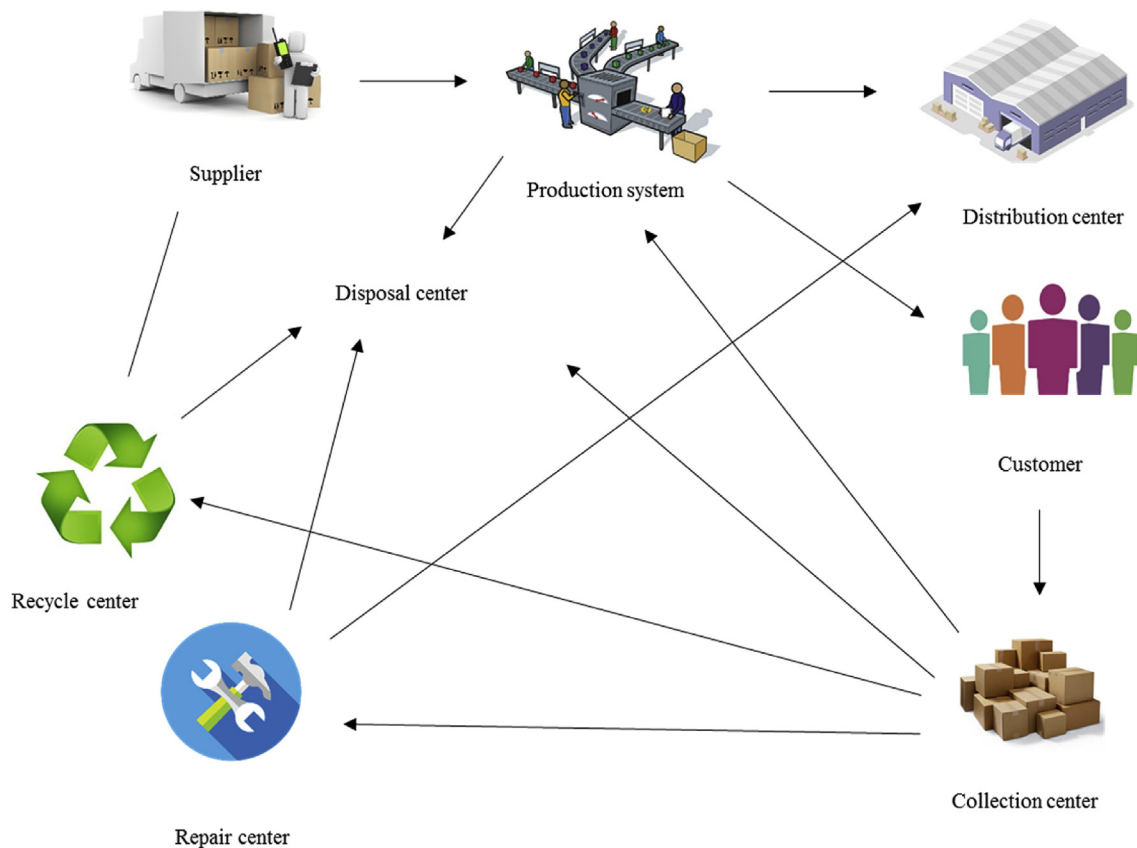 Supplier
Production system
Distribution center
Disposal center
Customer
Recycle center
Collection center
Repair center